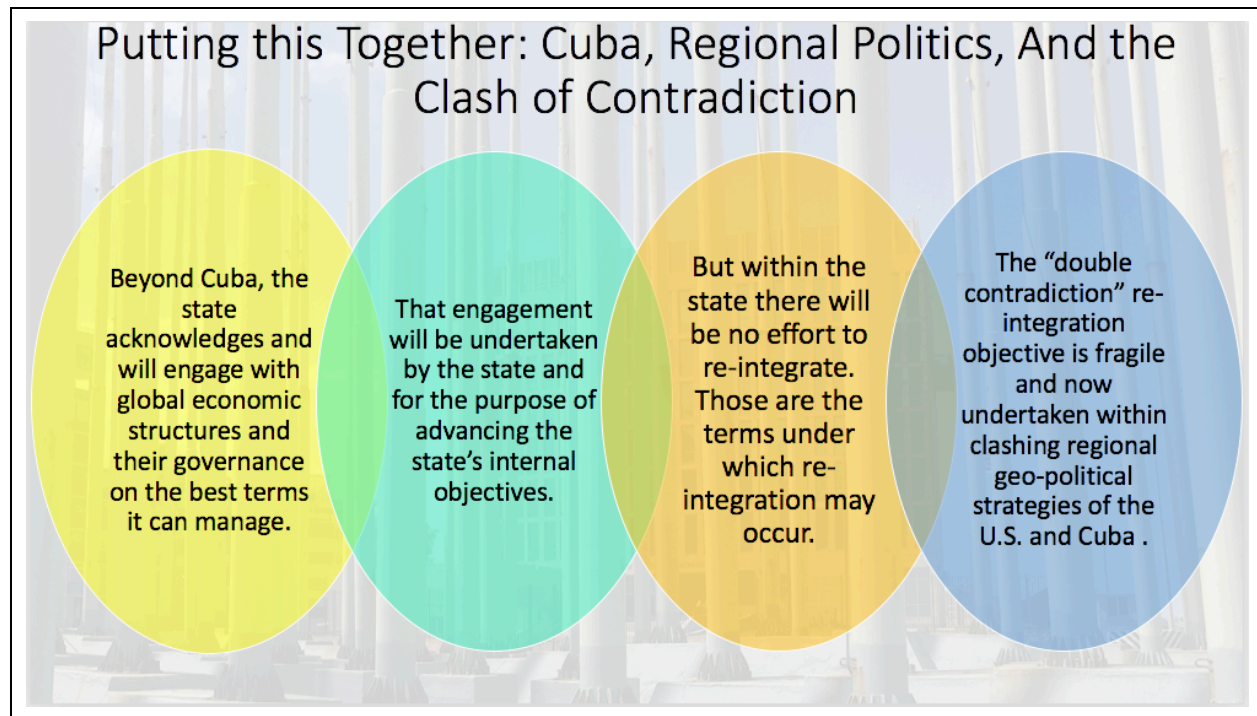 Putting this Together: Cuba, Regional Politics, And the
Clash of Contradiction
Beyond Cuba, the
state
acknowledges and
will engage with
global economic
structures and
their governance
on the best terms
it can manage.
That engagement
will be undertaken
by the state and
for the purpose of
advancing the
state’s internal
objectives.
But within the
state there will
be no effort to
re-integrate.
Those are the
terms under
which re-
integration may
occur.
The “double
contradiction” re-
integration
objective is fragile
and now
undertaken within
clashing regional
geo-political
strategies of the
U.S. and Cuba .